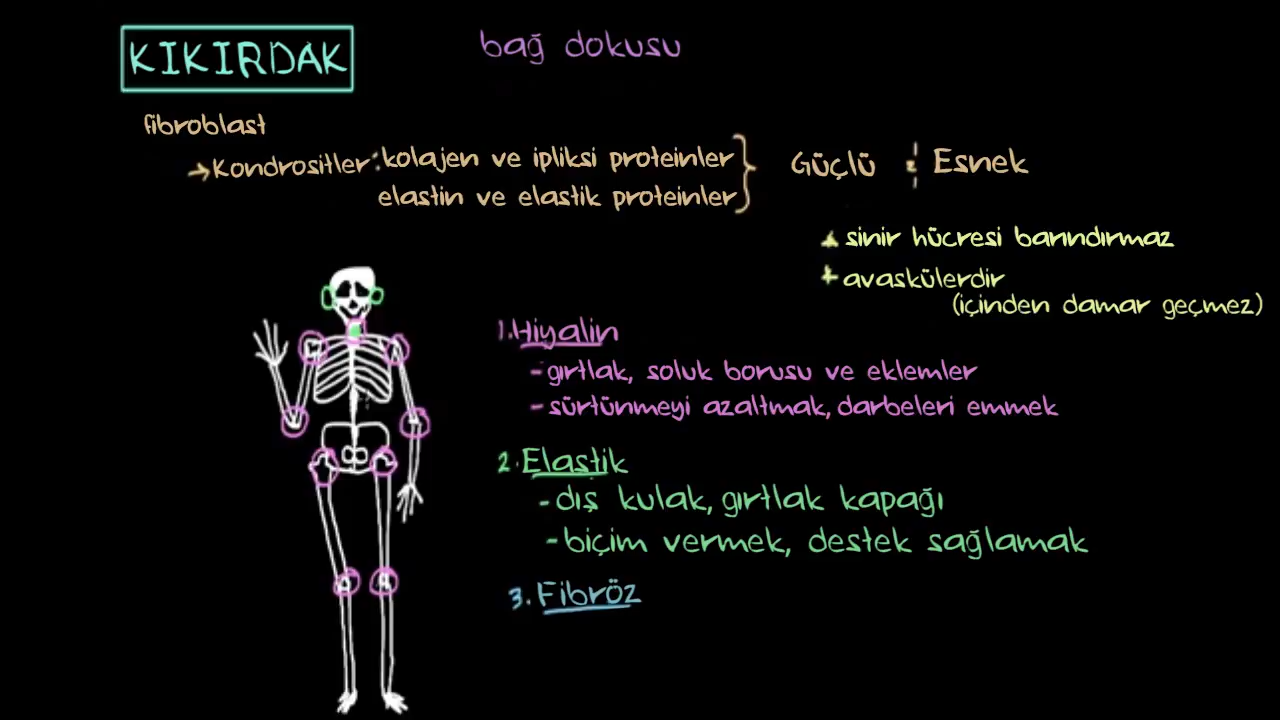 KIKIRDAK
bağ dokusu
fibroblast
→Kondrositler: kolajen ve ipliksi proteinler
elastin ve elastik proteinler
Güçlü Esnek
sinir hücresi barındırmaz
+ avaskülerdir
(içinden damar geçmez)
1. Hiyalin
- gırtlak, soluk borusu ve eklemler
- sürtünmeyi azaltmak, darbeleri emmek
2. Elastik
- dış kulak, gırtlak kapağı
- biçim vermek, destek sağlamak
3. Fibröz